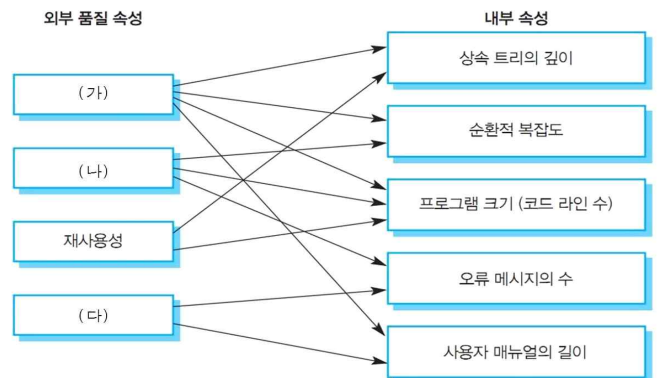 외부 품질 속성
내부 속성
(가)
(나)
재사용성
(다)
상속 트리의 깊이
순환적 복잡도
프로그램 크기 (코드 라인 수)
오류 메시지의 수
사용자 매뉴얼의 길이